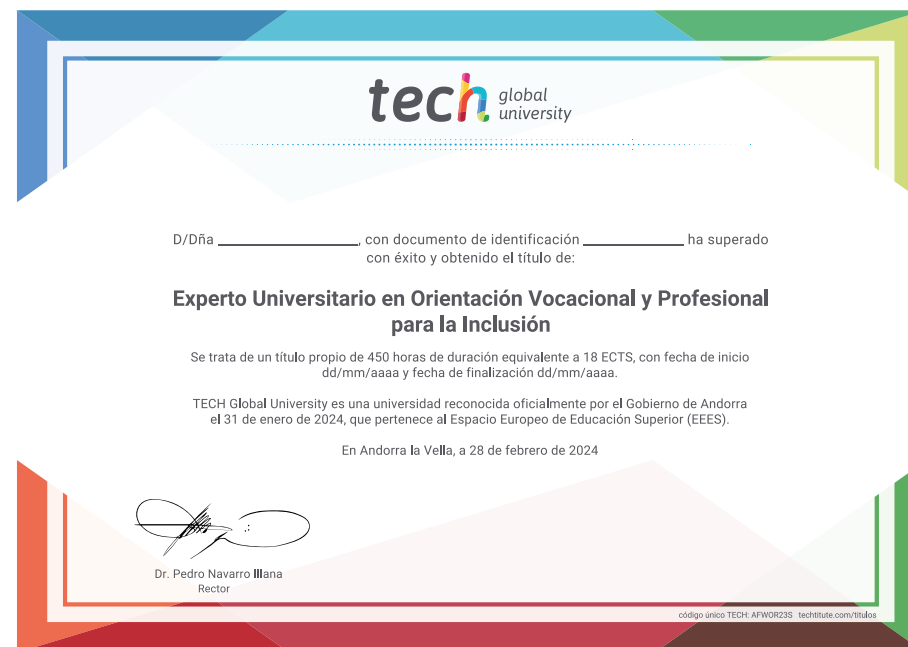 tech global university
D/Dña ____________________, con documento de identificación ______________ ha superado
con éxito y obtenido el título de:
Experto Universitario en Orientación Vocacional y Profesional
para la Inclusión
Se trata de un título propio de 450 horas de duración equivalente a 18 ECTS, con fecha de inicio
dd/mm/aaaa y fecha de finalización dd/mm/aaaa.
TECH Global University es una universidad reconocida oficialmente por el Gobierno de Andorra
el 31 de enero de 2024, que pertenece al Espacio Europeo de Educación Superior (EEES).
En Andorra la Vella, a 28 de febrero de 2024
Dr. Pedro Navarro Illana
Rector
código único TECH: AFWOR23S techtitute.com/titulos